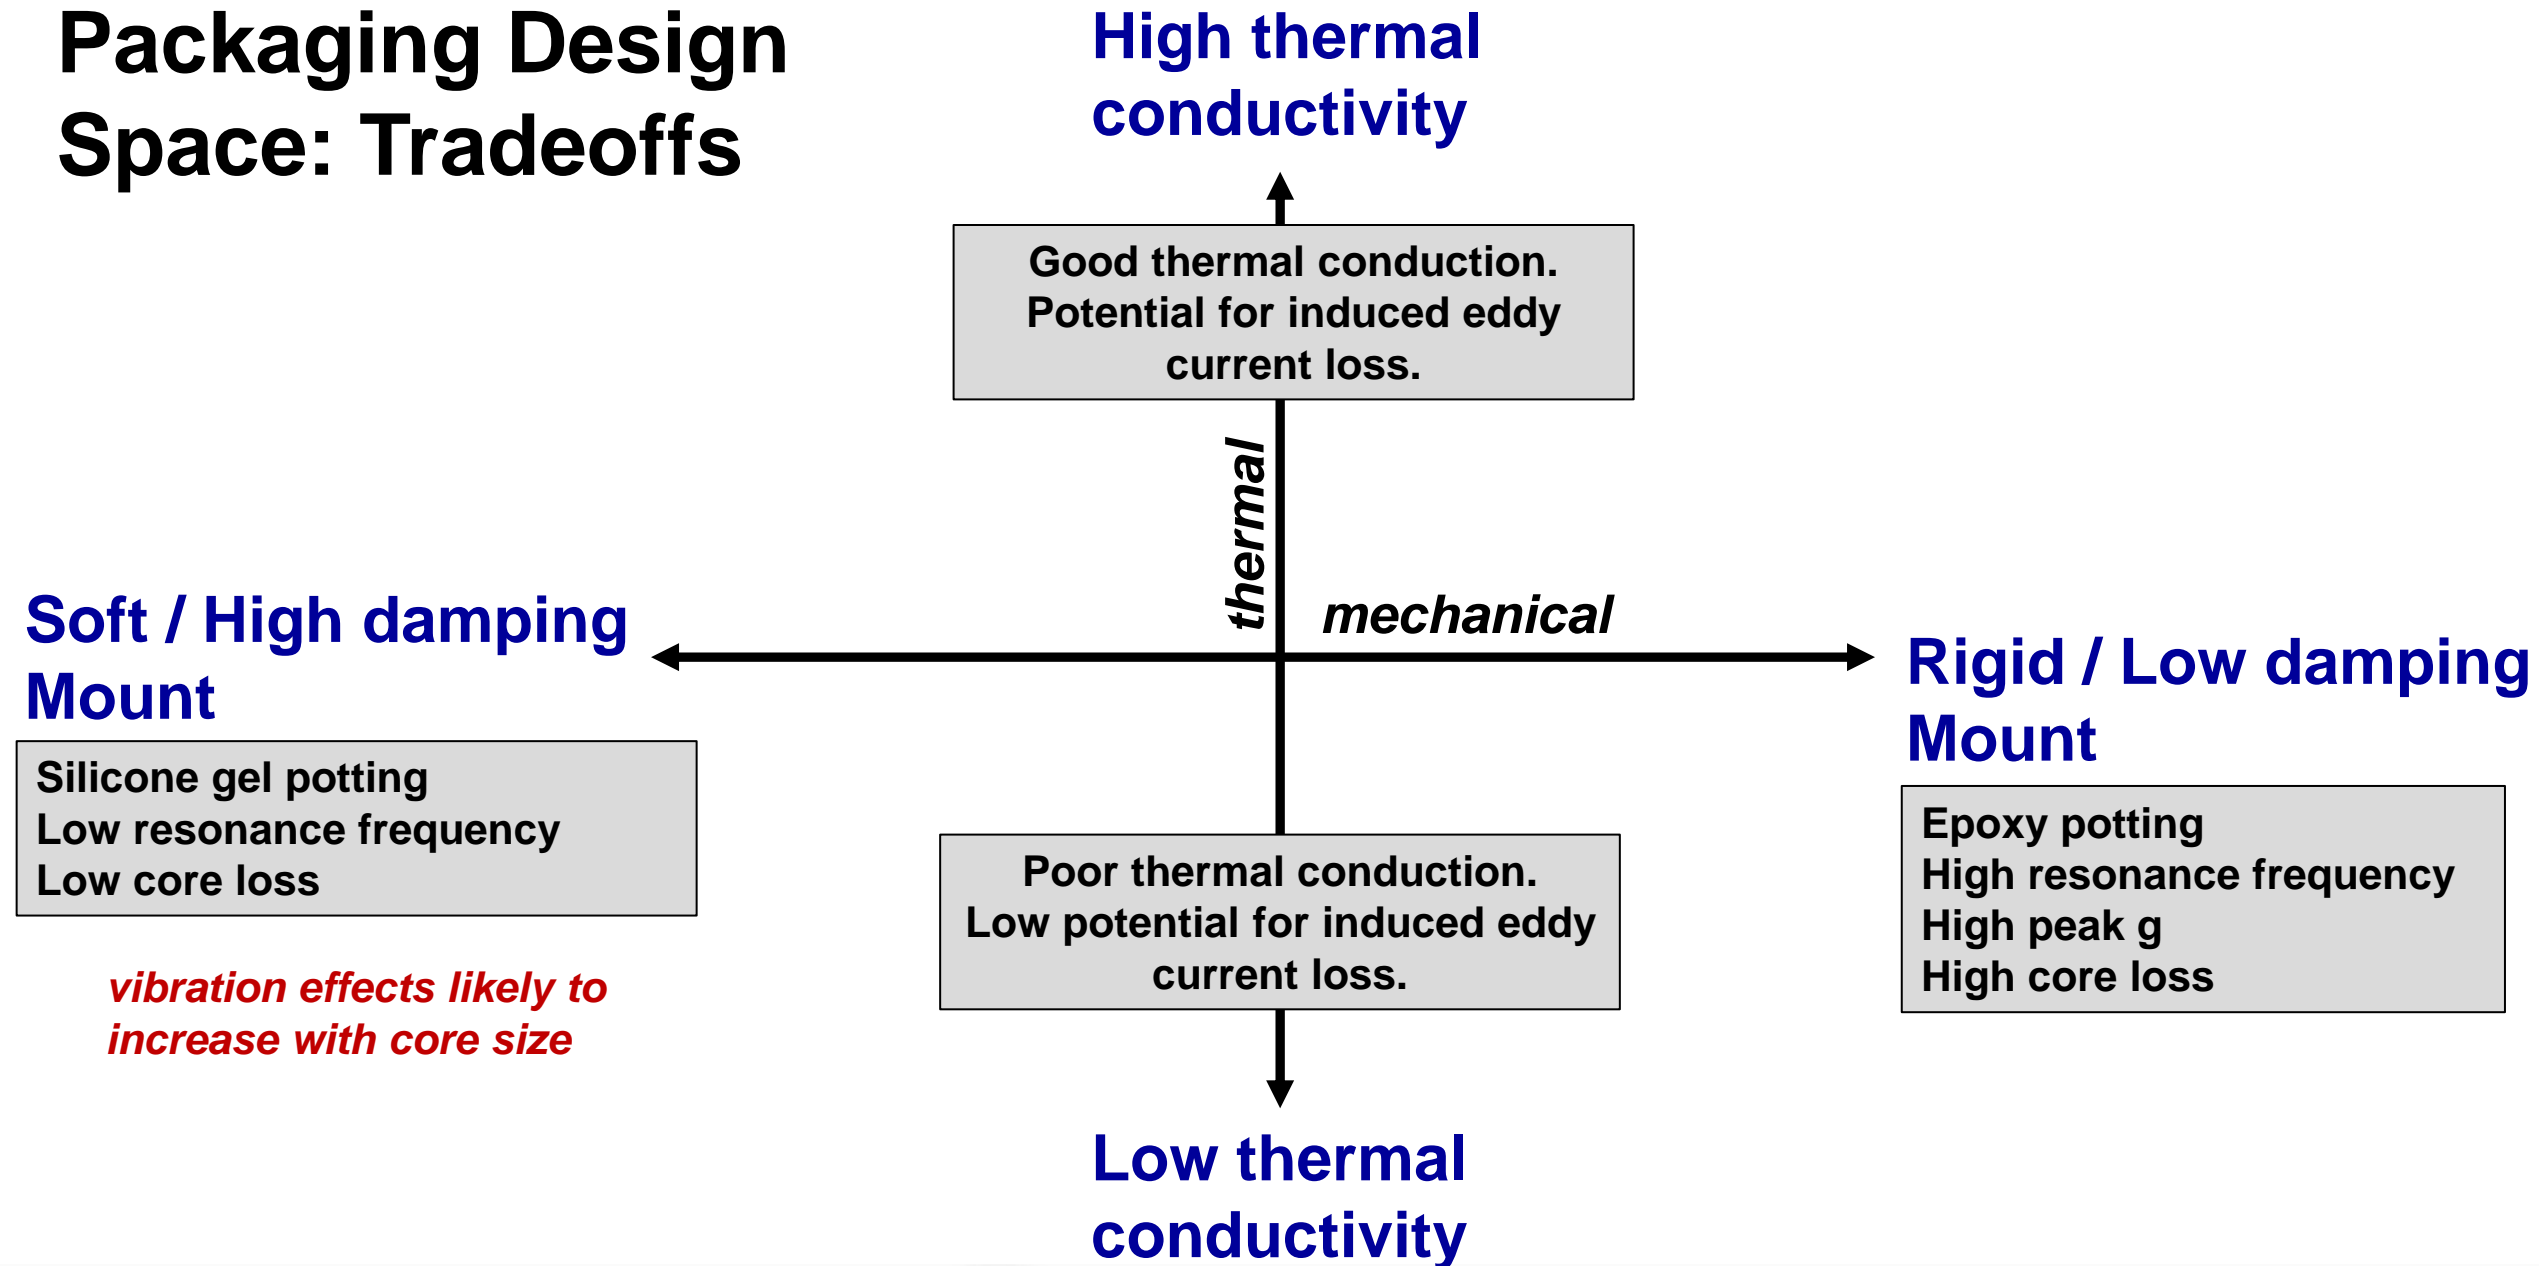 Packaging Design
Space: Tradeoffs
High thermal
conductivity
Good thermal conduction.
Potential for induced eddy
current loss.
thermal
mechanical
Soft / High damping
Mount
Silicone gel potting
Low resonance frequency
Low core loss
vibration effects likely to
increase with core size
Rigid / Low damping
Mount
Epoxy potting
High resonance frequency
High peak g
High core loss
Poor thermal conduction.
Low potential for induced eddy
current loss.
Low thermal
conductivity